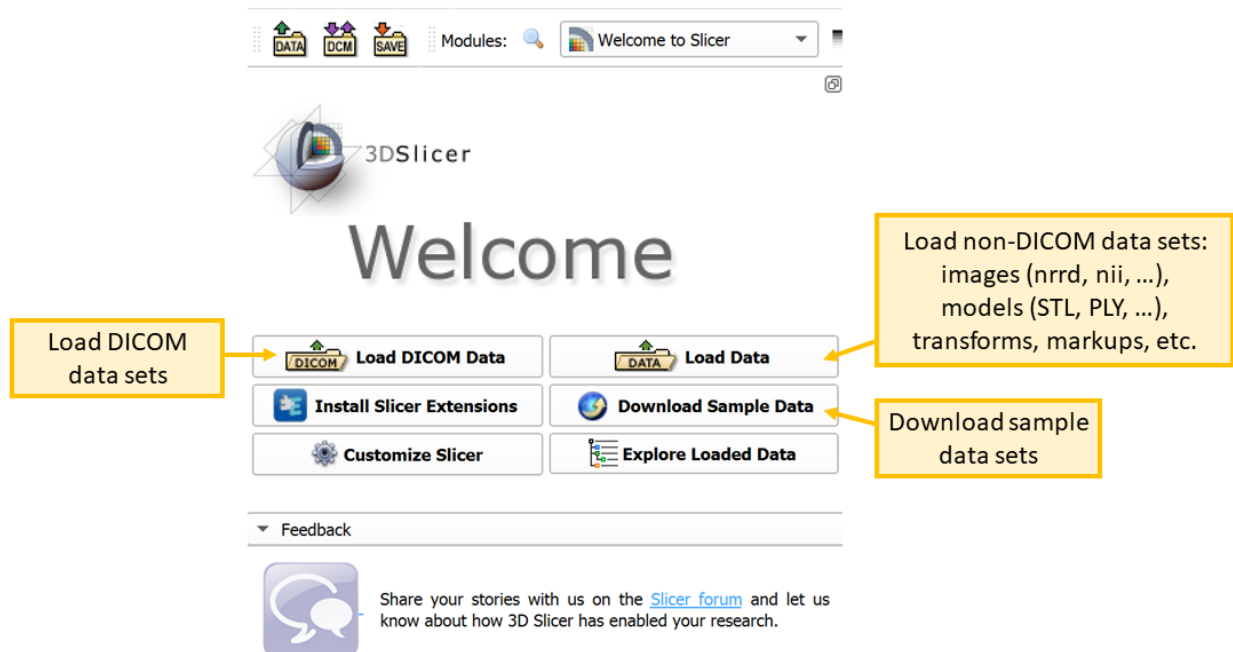 DATA DCM SAVE Modules: Welcome to Slicer
3DSlicer
Welcome
Load non-DICOM data sets:
images (nrrd, nii, ...),
models (STL, PLY, ...),
transforms, markups, etc.
Load DICOM
data sets
DICOM Load DICOM Data
DATA Load Data
Install Slicer Extensions
Download Sample Data
Download sample
data sets
Customize Slicer
Explore Loaded Data
Feedback
Share your stories with us on the Slicer forum and let us
know about how 3D Slicer has enabled your research.